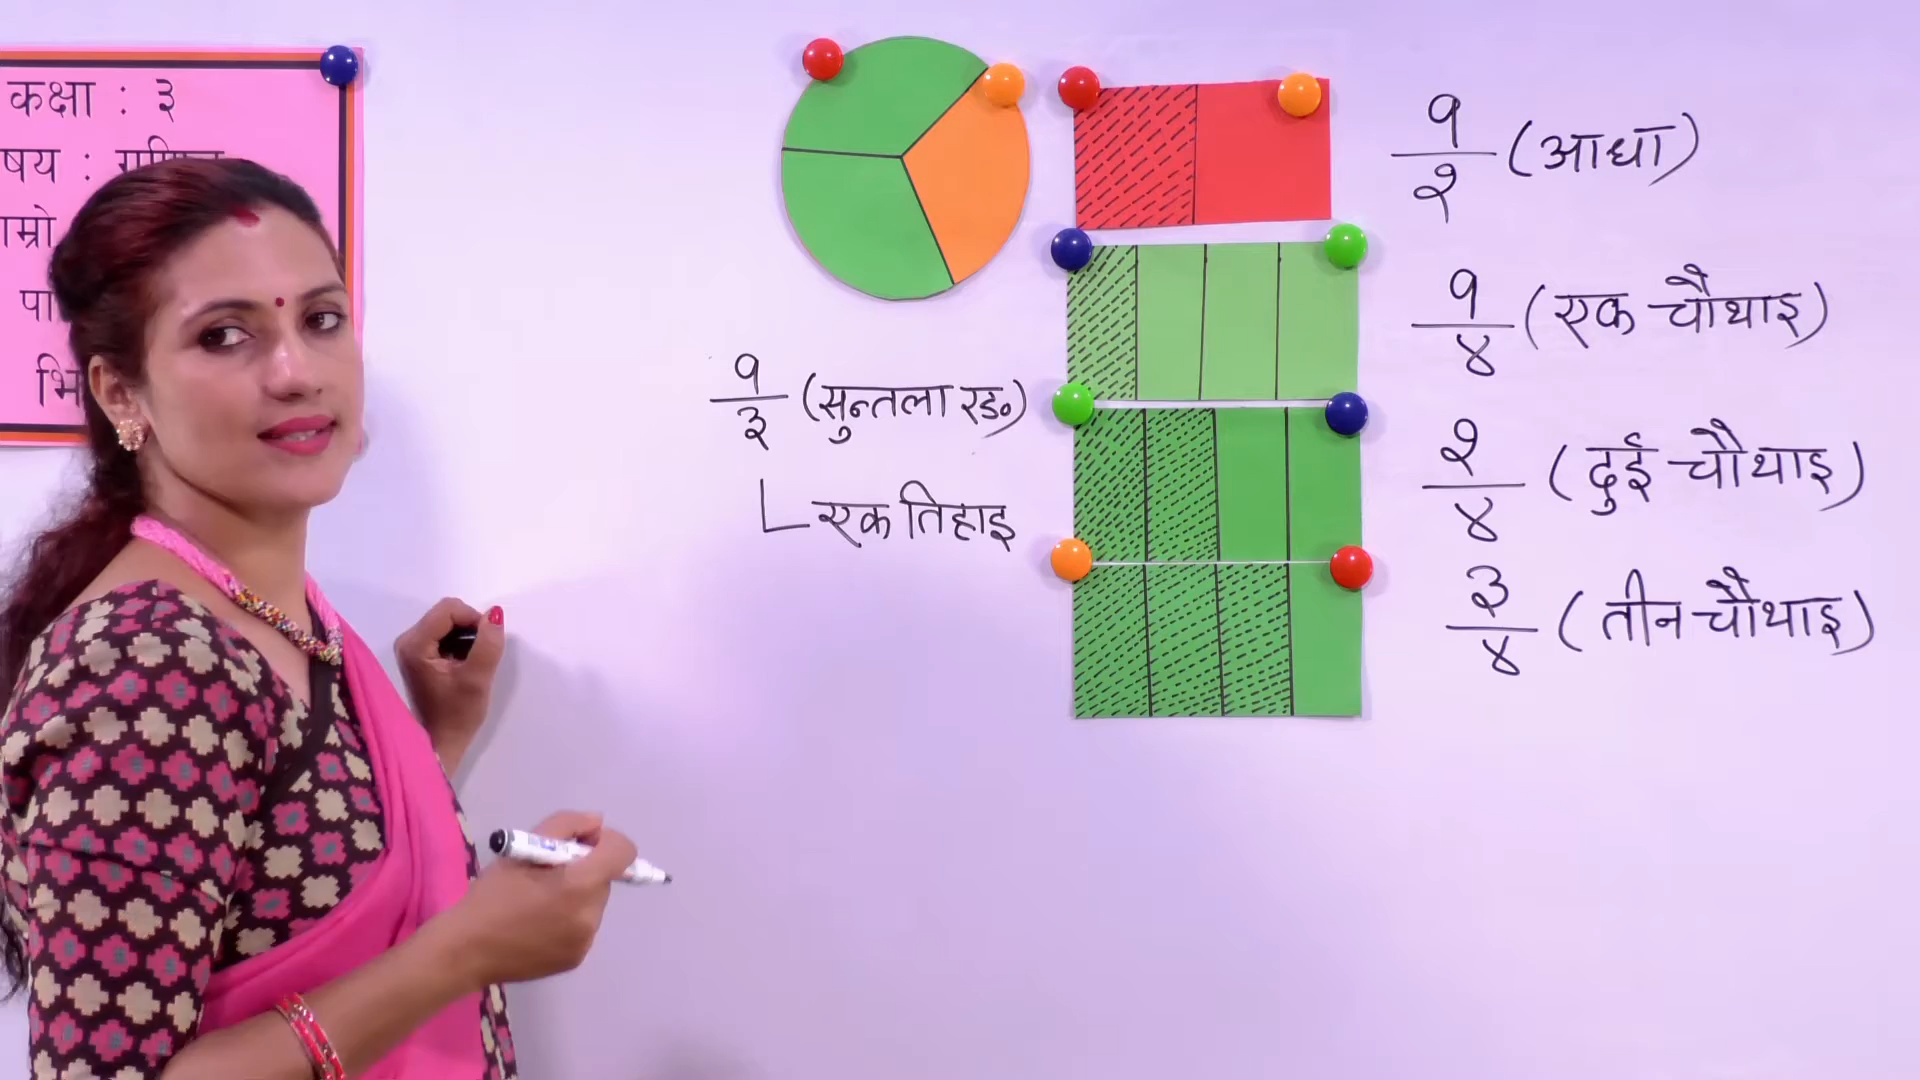 कक्षा : ३
षय : गणित
ाम्रो
पा
भि
१/३ (सुन्तला रङ)
एक तिहाइ
१/२ (आधा)
१/४ (एक चौथाइ)
२/४ (दुई चौथाइ)
३/४ (तीन चौथाइ)